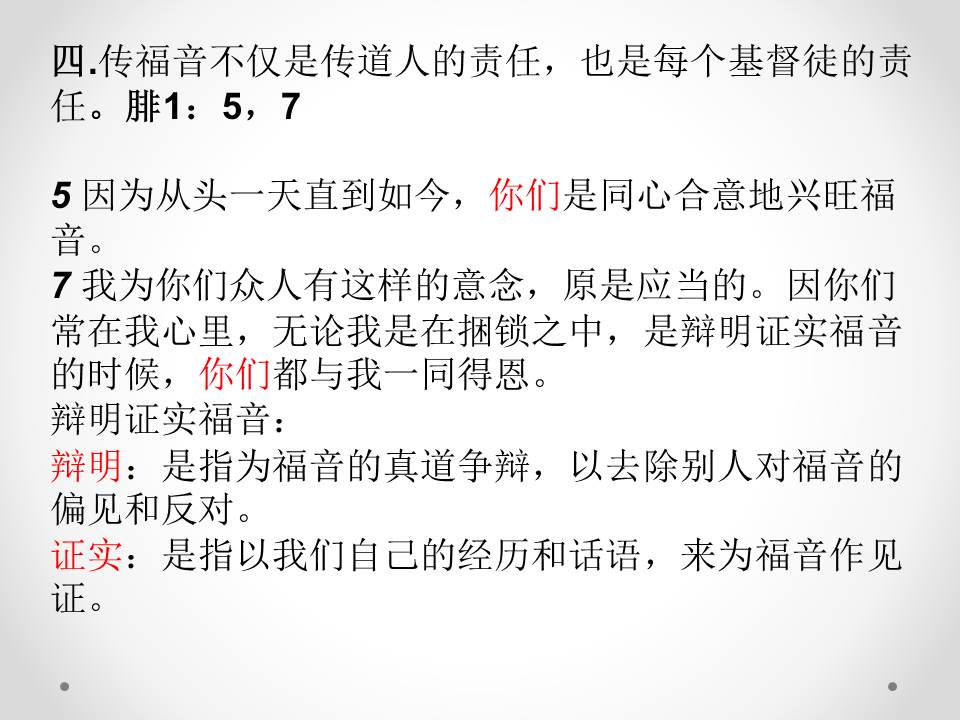 四.传福音不仅是传道人的责任，也是每个基督徒的责
任。腓1：5，7
5 因为从头一天直到如今，你们是同心合意地兴旺福
音。
7 我为你们众人有这样的意念，原是应当的。因你们
常在我心里，无论我是在捆锁之中，是辩明证实福音
的时候，你们都与我一同得恩。
辩明证实福音：
辩明：是指为福音的真道争辩，以去除别人对福音的
偏见和反对。
证实：是指以我们自己的经历和话语，来为福音作见
证。